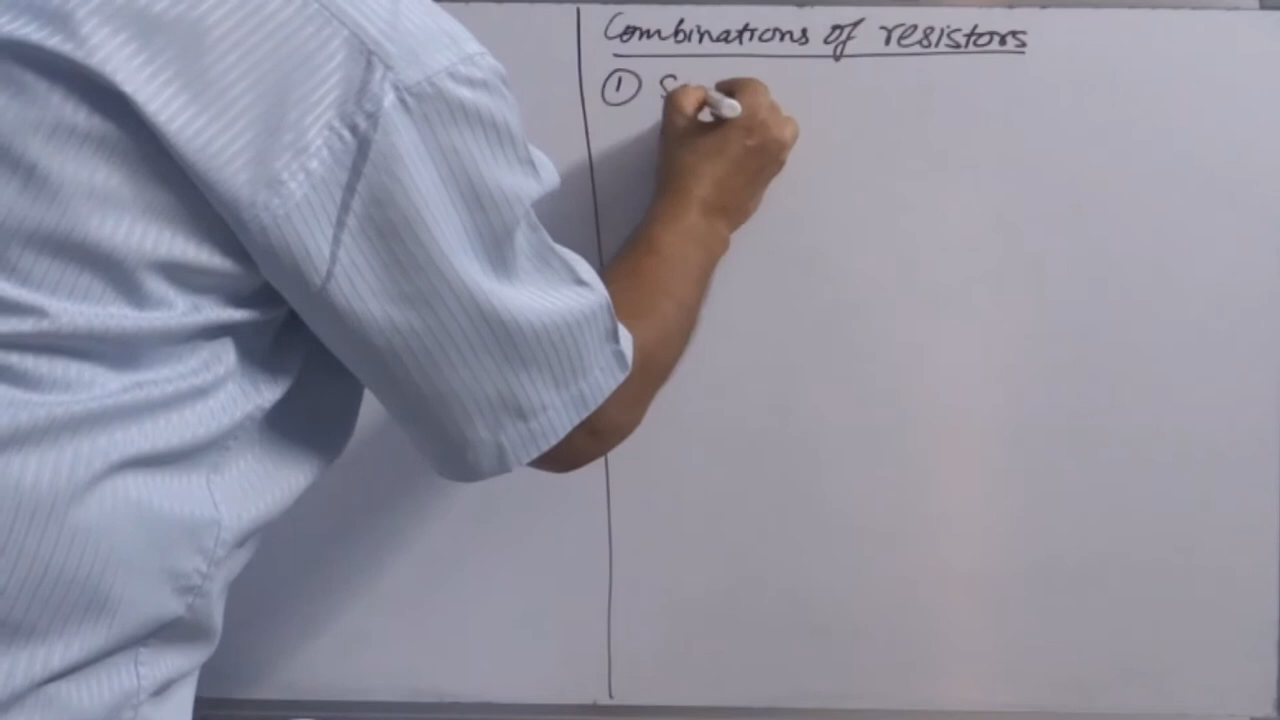 Combinations of resistors
① S